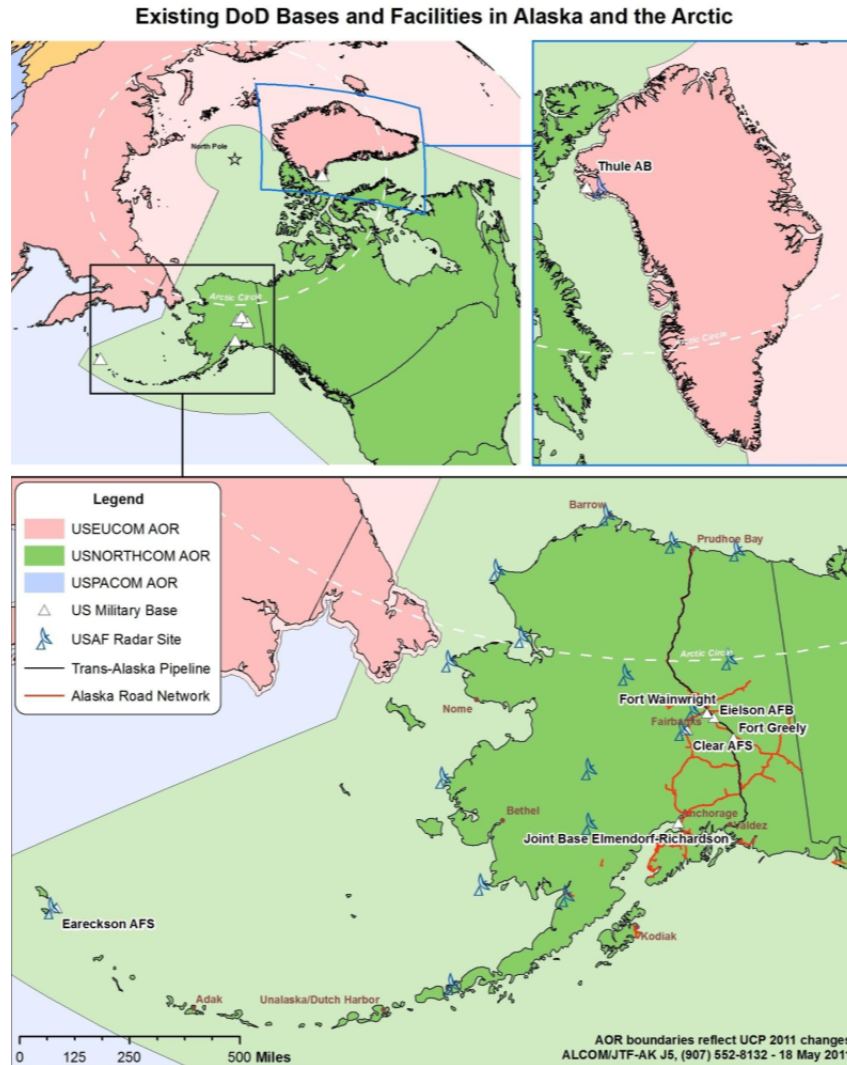 Existing DoD Bases and Facilities in Alaska and the Arctic
North Pole
Arctic Circle
Thule AB
Arctic Circle
Legend
USEUCOM AOR
USNORTHCOM AOR
USPACOM AOR
US Military Base
USAF Radar Site
Trans-Alaska Pipeline
Alaska Road Network
Barrow
Prudhoe Bay
Arctic Circle
Fort Wainwright
Eielson AFB
Nome
Fairbanks
Fort Greely
Clear AFS
Bethel
Anchorage
Valdez
Joint Base Elmendorf-Richardson
Eareckson AFS
Kodiak
Adak
Unalaska/Dutch Harbor
0 125 250 500 Miles
AOR boundaries reflect UCP 2011 changes
ALCOM/JTF-AK J5, (907) 552-8132 - 18 May 2011